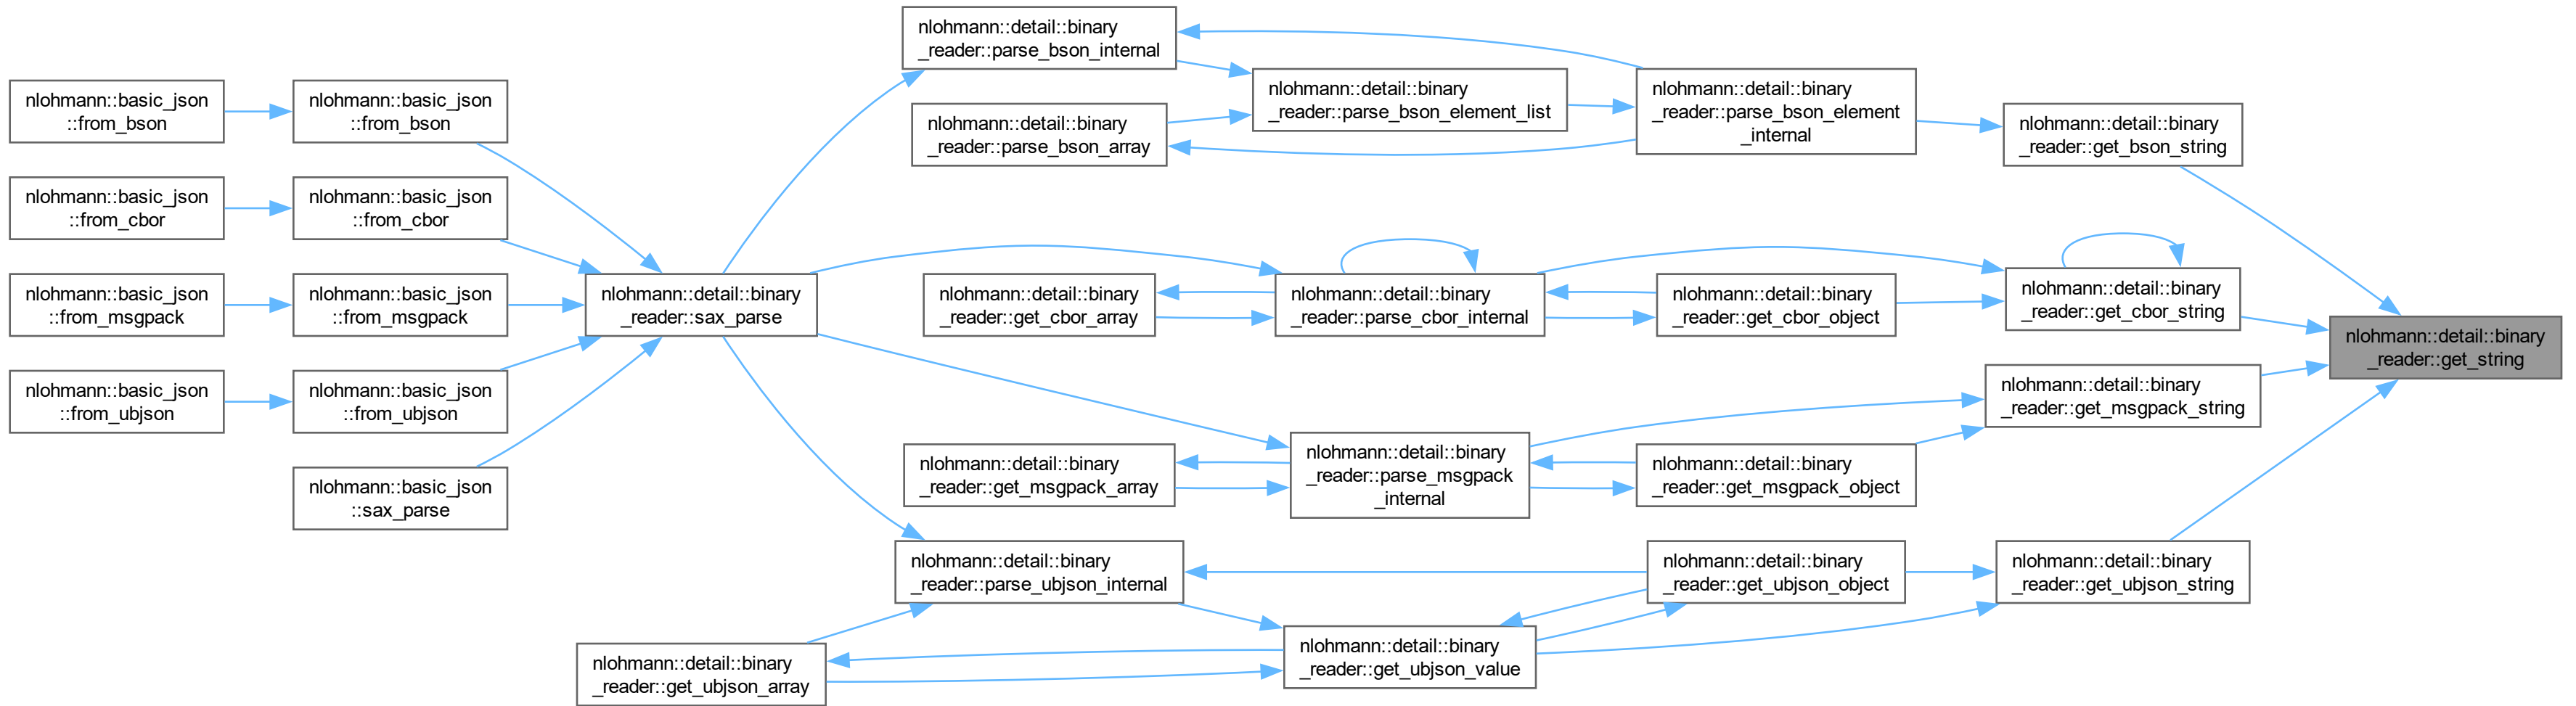 nlohmann::detail::binary
_reader::parse_bson_internal
nlohmann::basic_json
::from_bson
nlohmann::basic_json
::from_bson
nlohmann::detail::binary
_reader::parse_bson_element_list
nlohmann::detail::binary
_reader::parse_bson_element
_internal
nlohmann::detail::binary
_reader::parse_bson_array
nlohmann::detail::binary
_reader::get_bson_string
nlohmann::basic_json
::from_cbor
nlohmann::basic_json
::from_cbor
nlohmann::basic_json
::from_msgpack
nlohmann::basic_json
::from_msgpack
nlohmann::detail::binary
_reader::sax_parse
nlohmann::detail::binary
_reader::get_cbor_array
nlohmann::detail::binary
_reader::parse_cbor_internal
nlohmann::detail::binary
_reader::get_cbor_object
nlohmann::detail::binary
_reader::get_cbor_string
nlohmann::detail::binary
_reader::get_string
nlohmann::basic_json
::from_ubjson
nlohmann::basic_json
::from_ubjson
nlohmann::detail::binary
_reader::get_msgpack_string
nlohmann::basic_json
::sax_parse
nlohmann::detail::binary
_reader::get_msgpack_array
nlohmann::detail::binary
_reader::parse_msgpack
_internal
nlohmann::detail::binary
_reader::get_msgpack_object
nlohmann::detail::binary
_reader::parse_ubjson_internal
nlohmann::detail::binary
_reader::get_ubjson_object
nlohmann::detail::binary
_reader::get_ubjson_string
nlohmann::detail::binary
_reader::get_ubjson_array
nlohmann::detail::binary
_reader::get_ubjson_value